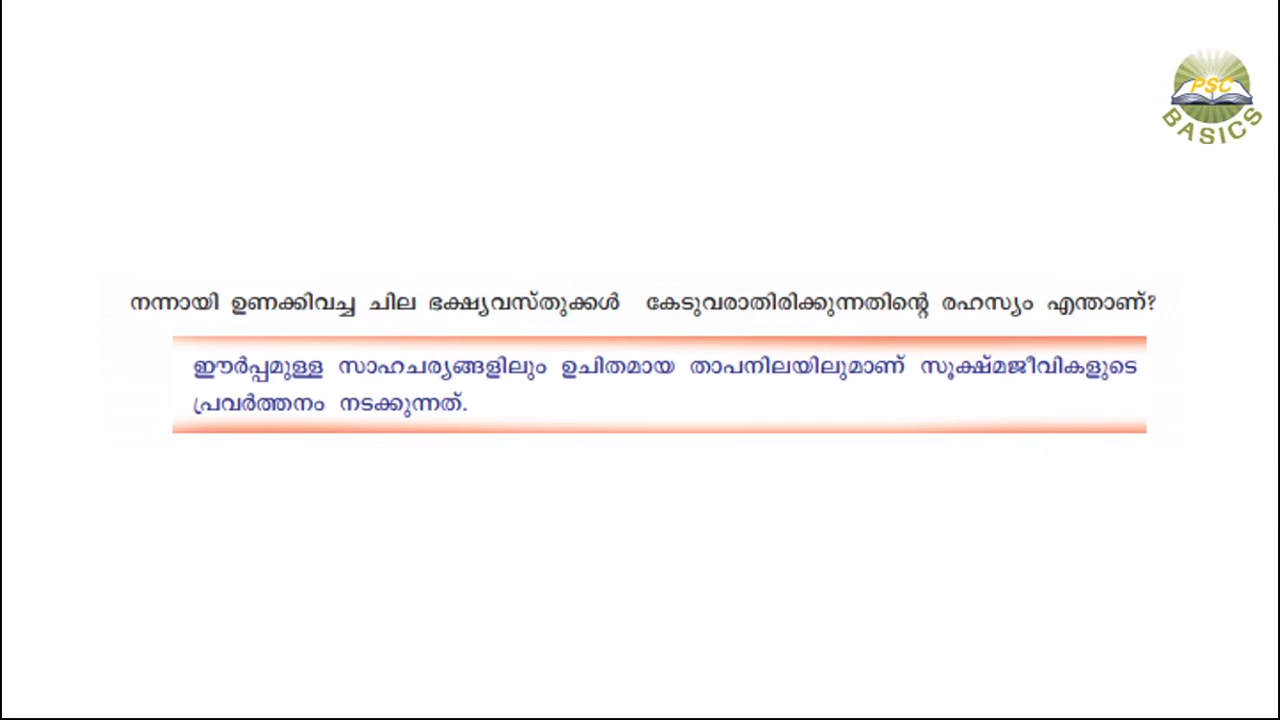 PSC
BASICS
നന്നായി ഉണക്കിവച്ച ചില ഭക്ഷ്യവസ്തുക്കൾ കേടുവരാതിരിക്കുന്നതിന്റെ രഹസ്യം എന്താണ്?
ഈർപ്പമുള്ള സാഹചര്യങ്ങളിലും ഉചിതമായ താപനിലയിലുമാണ് സൂക്ഷ്മജീവികളുടെ
പ്രവർത്തനം നടക്കുന്നത്.